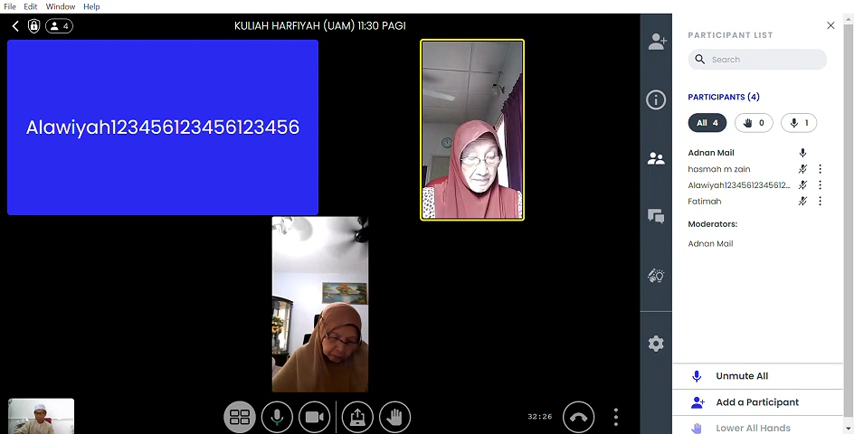 File Edit Window Help
4
KULIAH HARFIYAH (UAM) 11:30 PAGI
Alawiyah123456123456123456
32:26
PARTICIPANT LIST
Search
PARTICIPANTS (4)
All 4 0 1
Adnan Mail
hasmah m zain
Alawiyah12345612345612...
Fatimah
Moderators:
Adnan Mail
Unmute All
Add a Participant
Lower All Hands